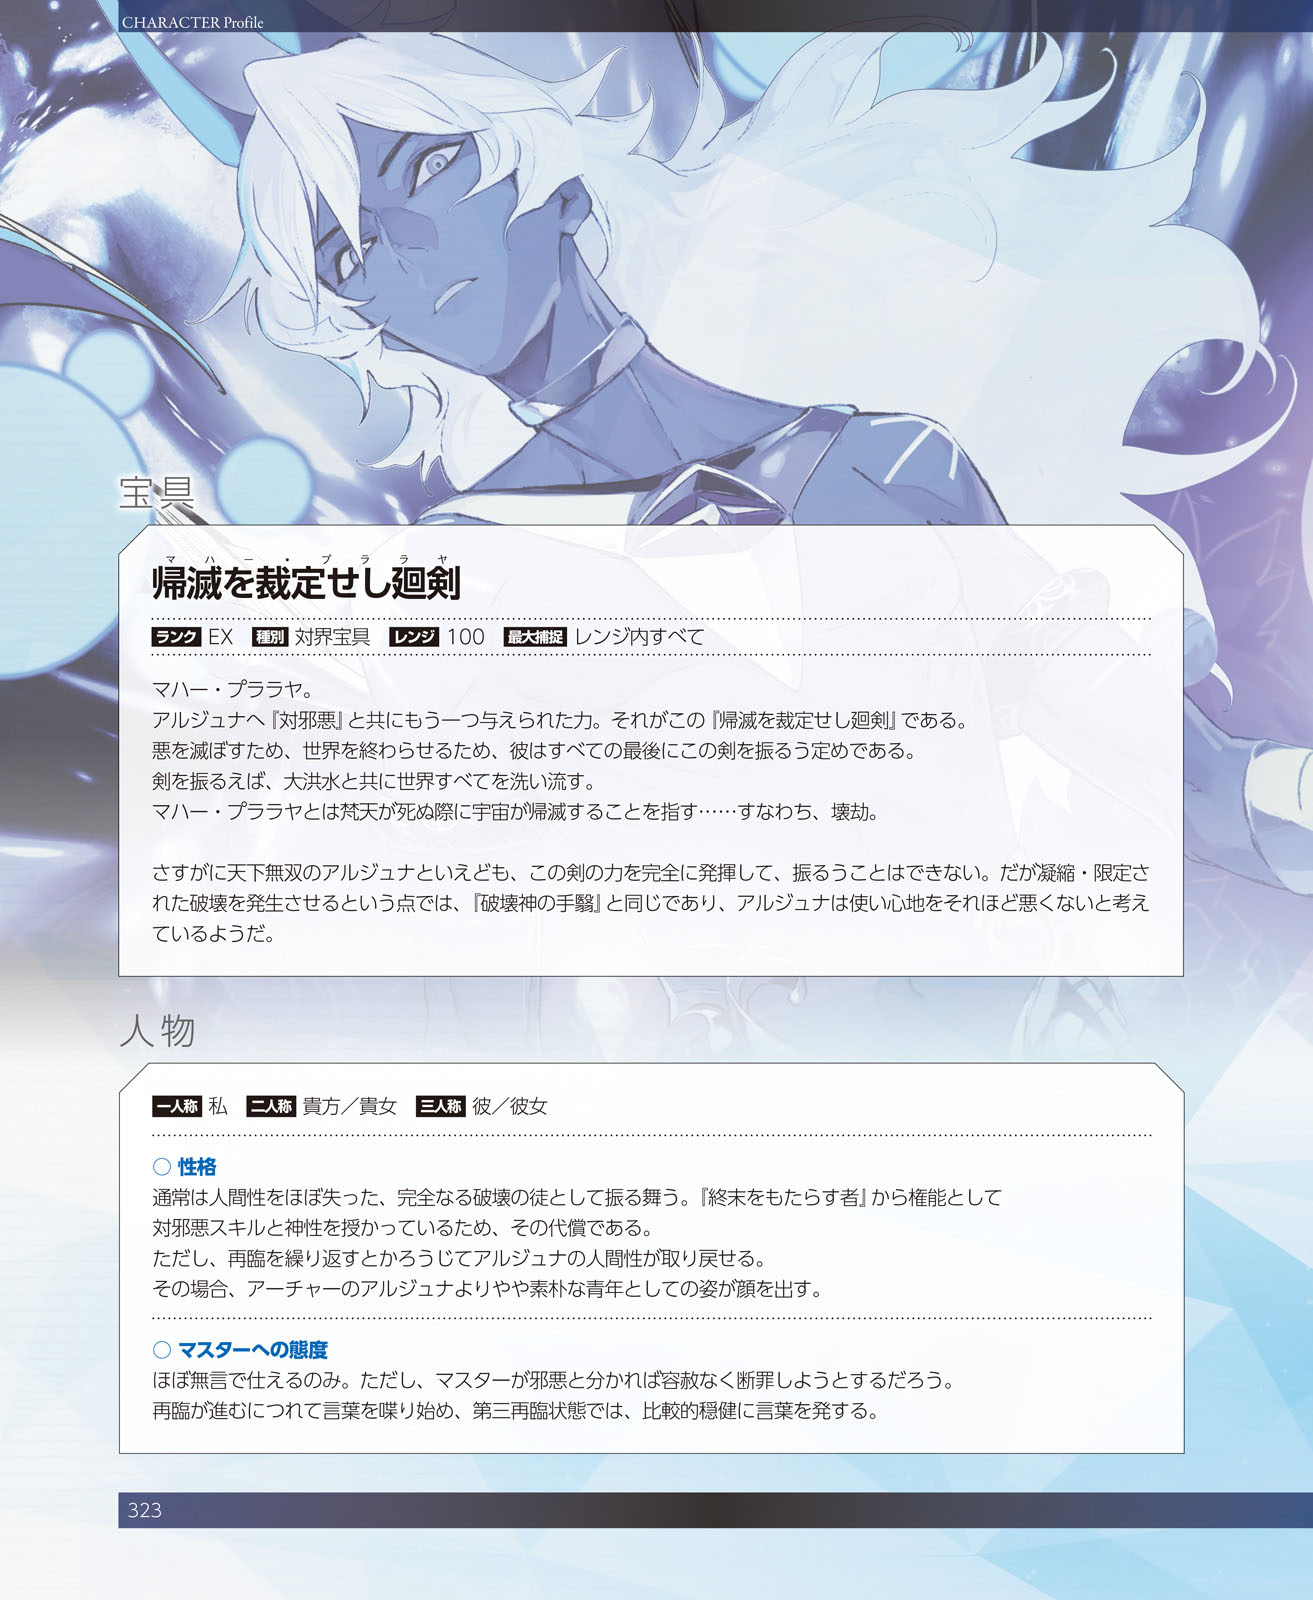 CHARACTER Profile
宝具
マハー・プララヤ
帰滅を裁定せし廻剣
ランク EX 種別 対界宝具 レンジ 100 最大捕捉 レンジ内すべて
マハー・プララヤ。
アルジュナへ『対邪悪』と共にもう一つ与えられた力。それがこの『帰滅を裁定せし廻剣』である。
悪を滅ぼすため、世界を終わらせるため、彼はすべての最後にこの剣を振るう定めである。
剣を振るえば、大洪水と共に世界すべてを洗い流す。
マハー・プララヤとは梵天が死ぬ際に宇宙が帰滅することを指す……すなわち、壊劫。
さすがに天下無双のアルジュナといえども、この剣の力を完全に発揮して、振るうことはできない。だが凝縮・限定さ
れた破壊を発生させるという点では、『破壊神の手翳』と同じであり、アルジュナは使い心地をそれほど悪くないと考え
ているようだ。
人物
一人称 私 二人称 貴方／貴女 三人称 彼／彼女
○ 性格
通常は人間性をほぼ失った、完全なる破壊の徒として振る舞う。『終末をもたらす者』から権能として
対邪悪スキルと神性を授かっているため、その代償である。
ただし、再臨を繰り返すとかろうじてアルジュナの人間性が取り戻せる。
その場合、アーチャーのアルジュナよりやや素朴な青年としての姿が顔を出す。
○ マスターへの態度
ほぼ無言で仕えるのみ。ただし、マスターが邪悪と分かれば容赦なく断罪しようとするだろう。
再臨が進むにつれて言葉を喋り始め、第三再臨状態では、比較的穏健に言葉を発する。
323